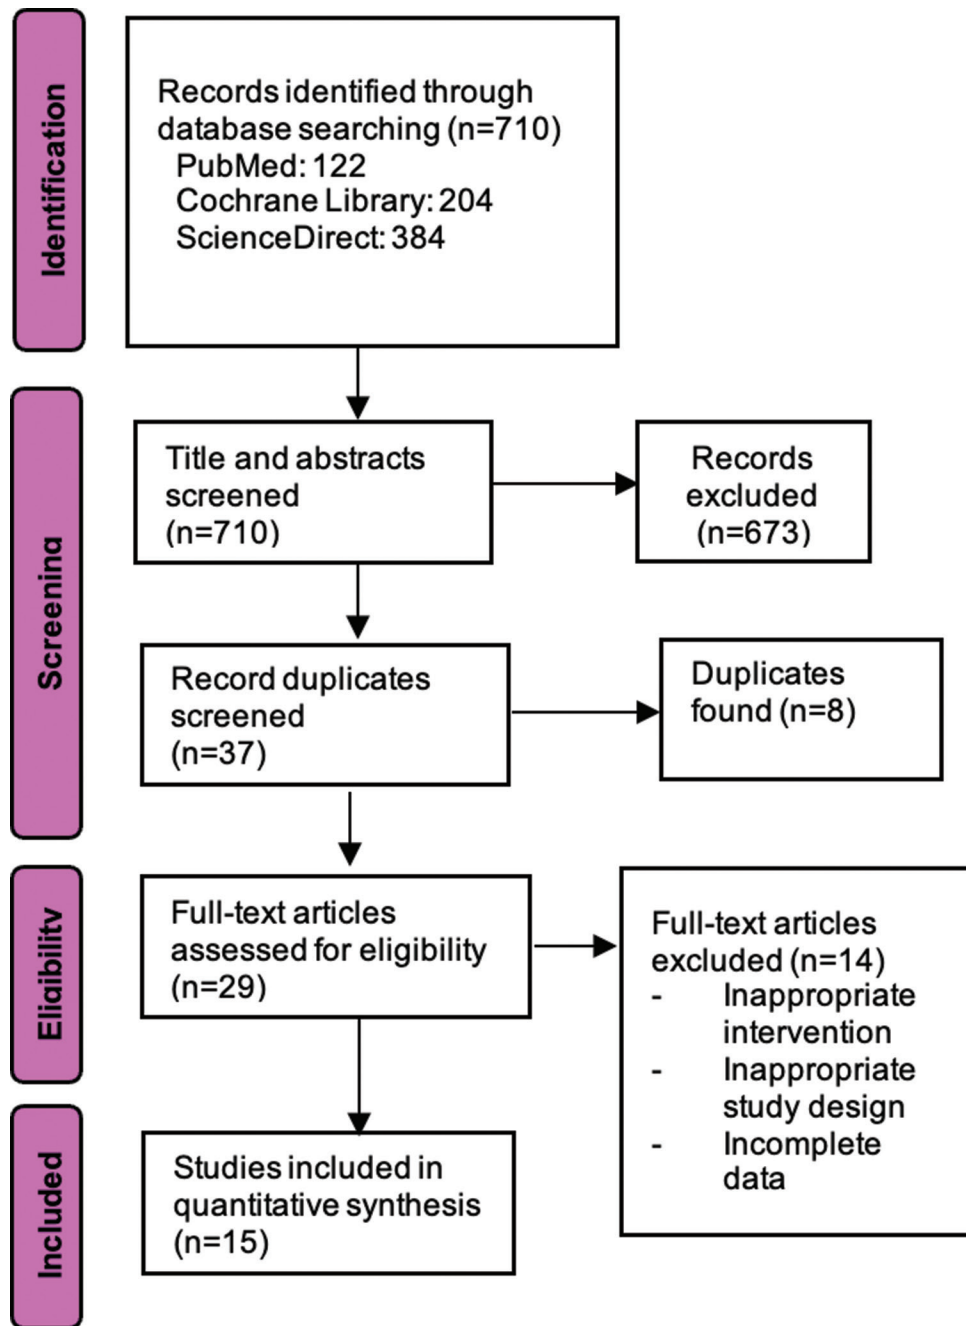 Identification
Records identified through
database searching (n=710)
PubMed: 122
Cochrane Library: 204
ScienceDirect: 384
Screening
Title and abstracts
screened
(n=710)
Records
excluded
(n=673)
Record duplicates
screened
(n=37)
Duplicates
found (n=8)
Eligibility
Full-text articles
assessed for eligibility
(n=29)
Full-text articles
excluded (n=14)
- Inappropriate
intervention
- Inappropriate
study design
- Incomplete
data
Included
Studies included in
quantitative synthesis
(n=15)